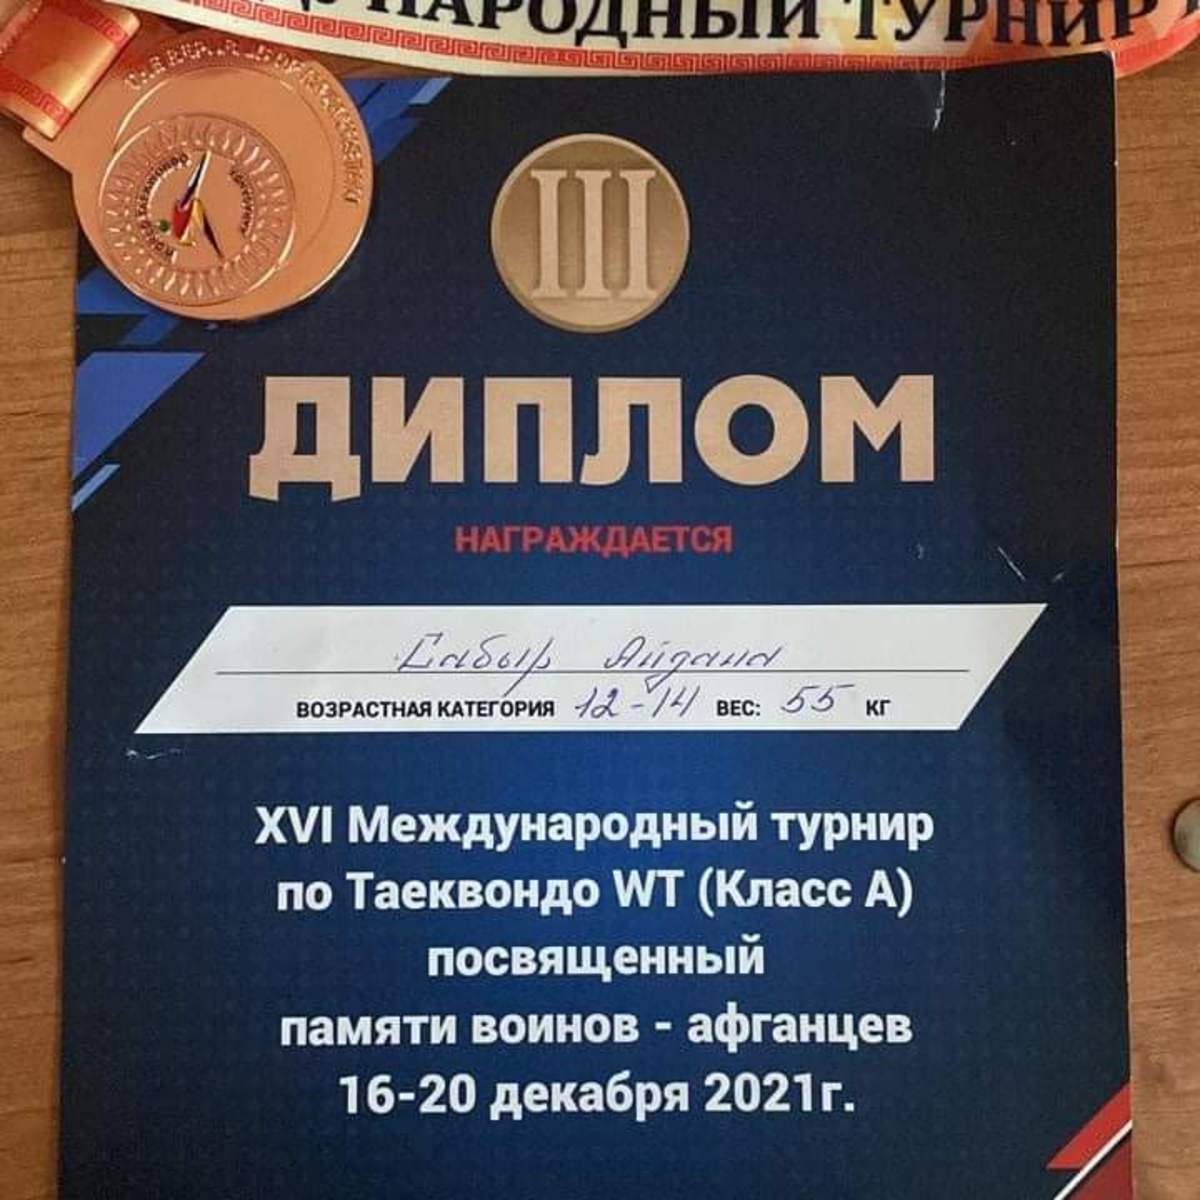 НАРОДНЫЙ ТУРНИР
III
ДИПЛОМ
НАГРАЖДАЕТСЯ
Сабыр Айдана
ВОЗРАСТНАЯ КАТЕГОРИЯ 12-14 ВЕС: 55 КГ
XVI Международный турнир
по Таеквондо WT (Класс А)
посвященный
памяти воинов - афганцев
16-20 декабря 2021г.